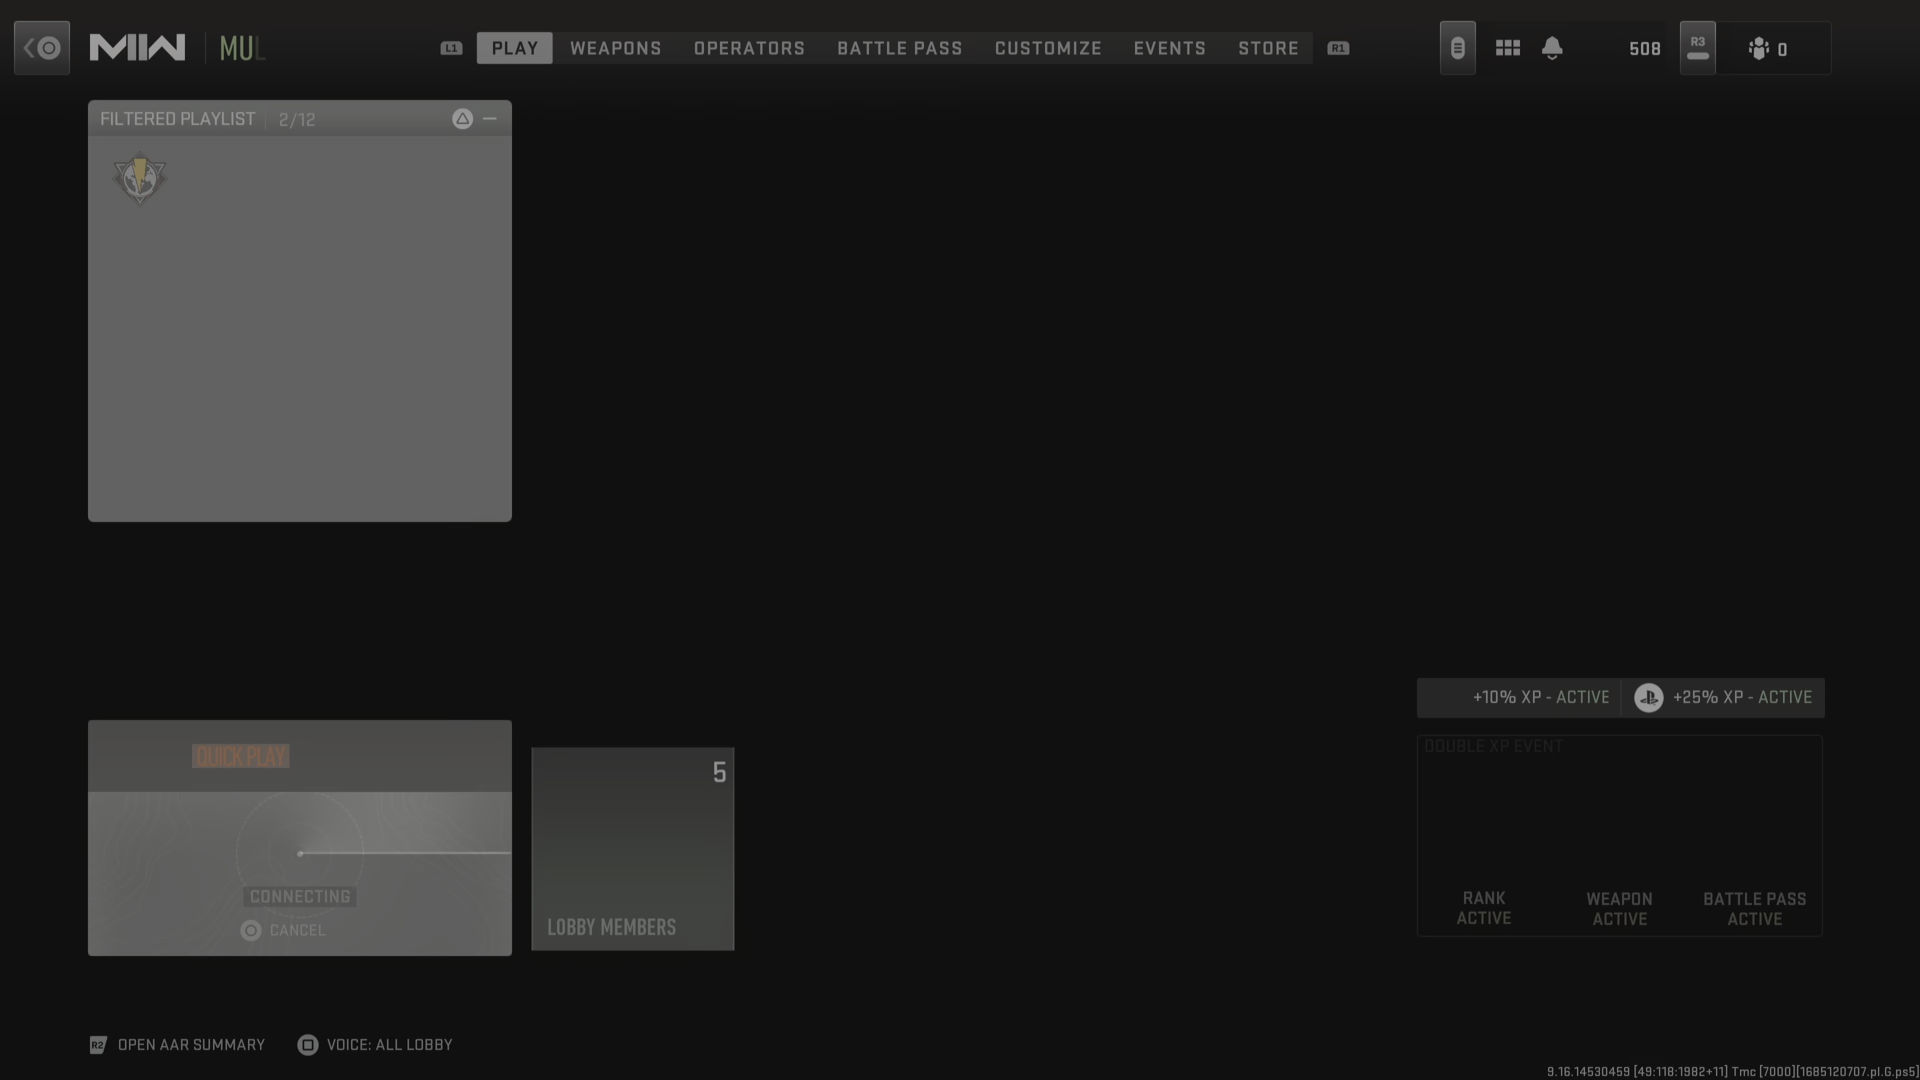 MW MUL
L1 PLAY WEAPONS OPERATORS BATTLE PASS CUSTOMIZE EVENTS STORE R1
508 R3 0
FILTERED PLAYLIST 2/12
+10% XP - ACTIVE +25% XP - ACTIVE
DOUBLE XP EVENT
RANK ACTIVE
WEAPON ACTIVE
BATTLE PASS ACTIVE
QUICK PLAY
CONNECTING
CANCEL
5
LOBBY MEMBERS
R2 OPEN AAR SUMMARY VOICE: ALL LOBBY
9.16.14530459 [49:118:1982+11] Tmc [7000][1685120707.pl.G.ps5]